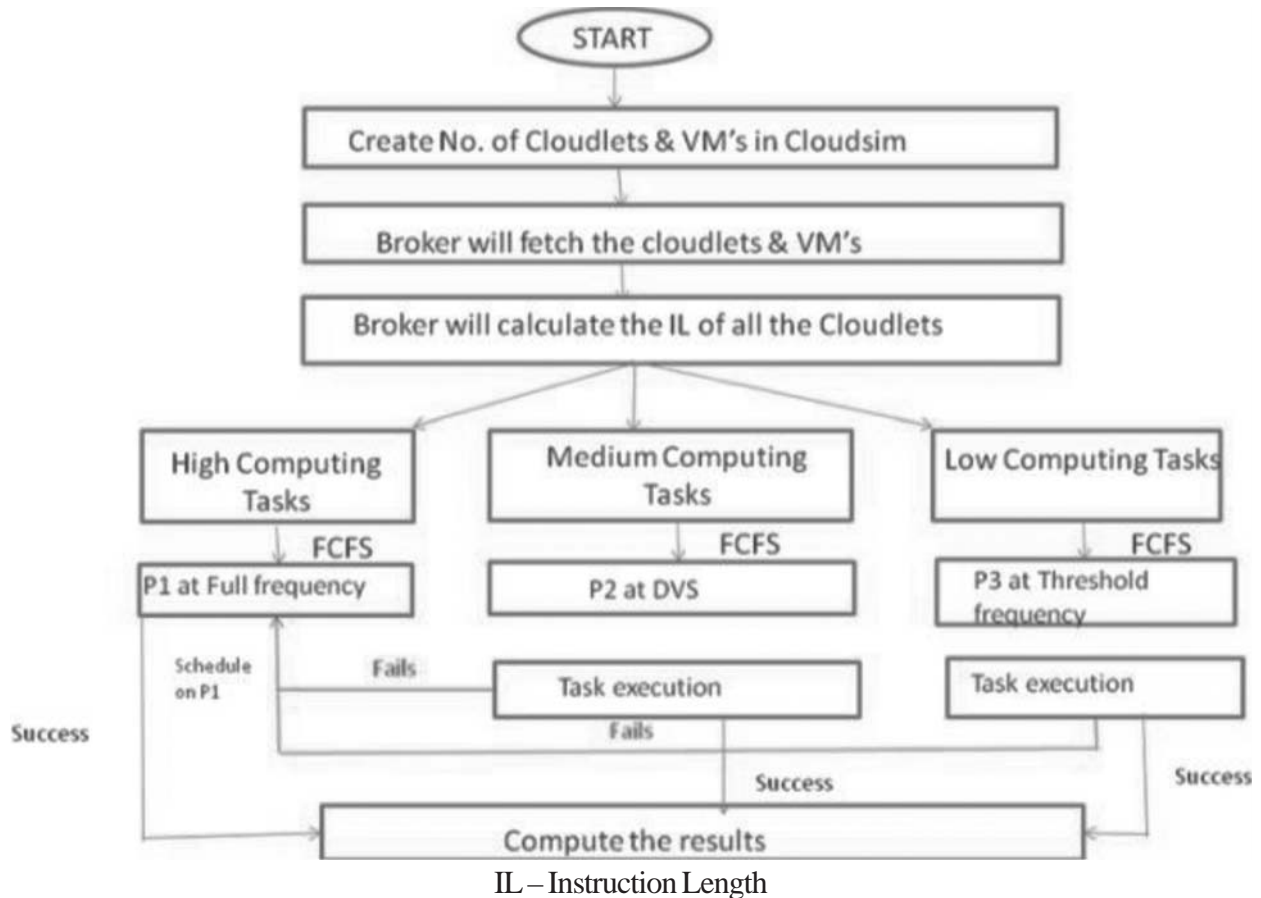 START
Create No. of Cloudlets & VM's in Cloudsim
Broker will fetch the cloudlets & VM's
Broker will calculate the IL of all the Cloudlets
High Computing
Tasks
Medium Computing
Tasks
Low Computing Tasks
FCFS
FCFS
FCFS
P1 at Full frequency
P2 at DVS
P3 at Threshold
frequency
Schedule
on P1
Fails
Task execution
Task execution
Success
Fails
Success
Success
Compute the results
IL – Instruction Length